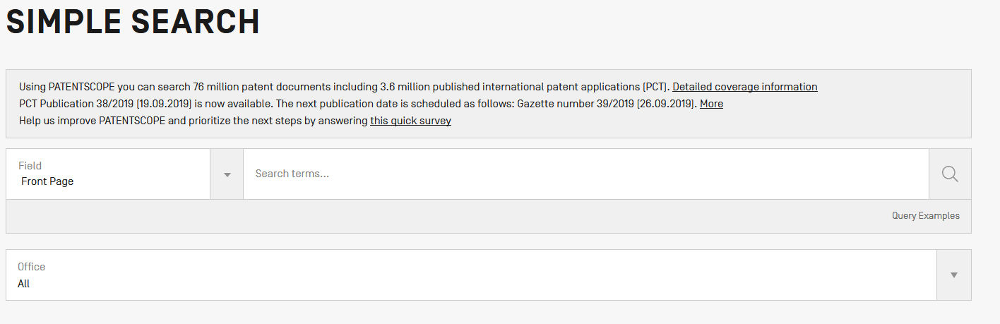 SIMPLE SEARCH
Using PATENTSCOPE you can search 76 million patent documents including 3.6 million published international patent applications (PCT). Detailed coverage information
PCT Publication 38/2019 (19.09.2019) is now available. The next publication date is scheduled as follows: Gazette number 39/2019 (26.09.2019). More
Help us improve PATENTSCOPE and prioritize the next steps by answering this quick survey
Field
Front Page
Search terms...
Query Examples
Office
All